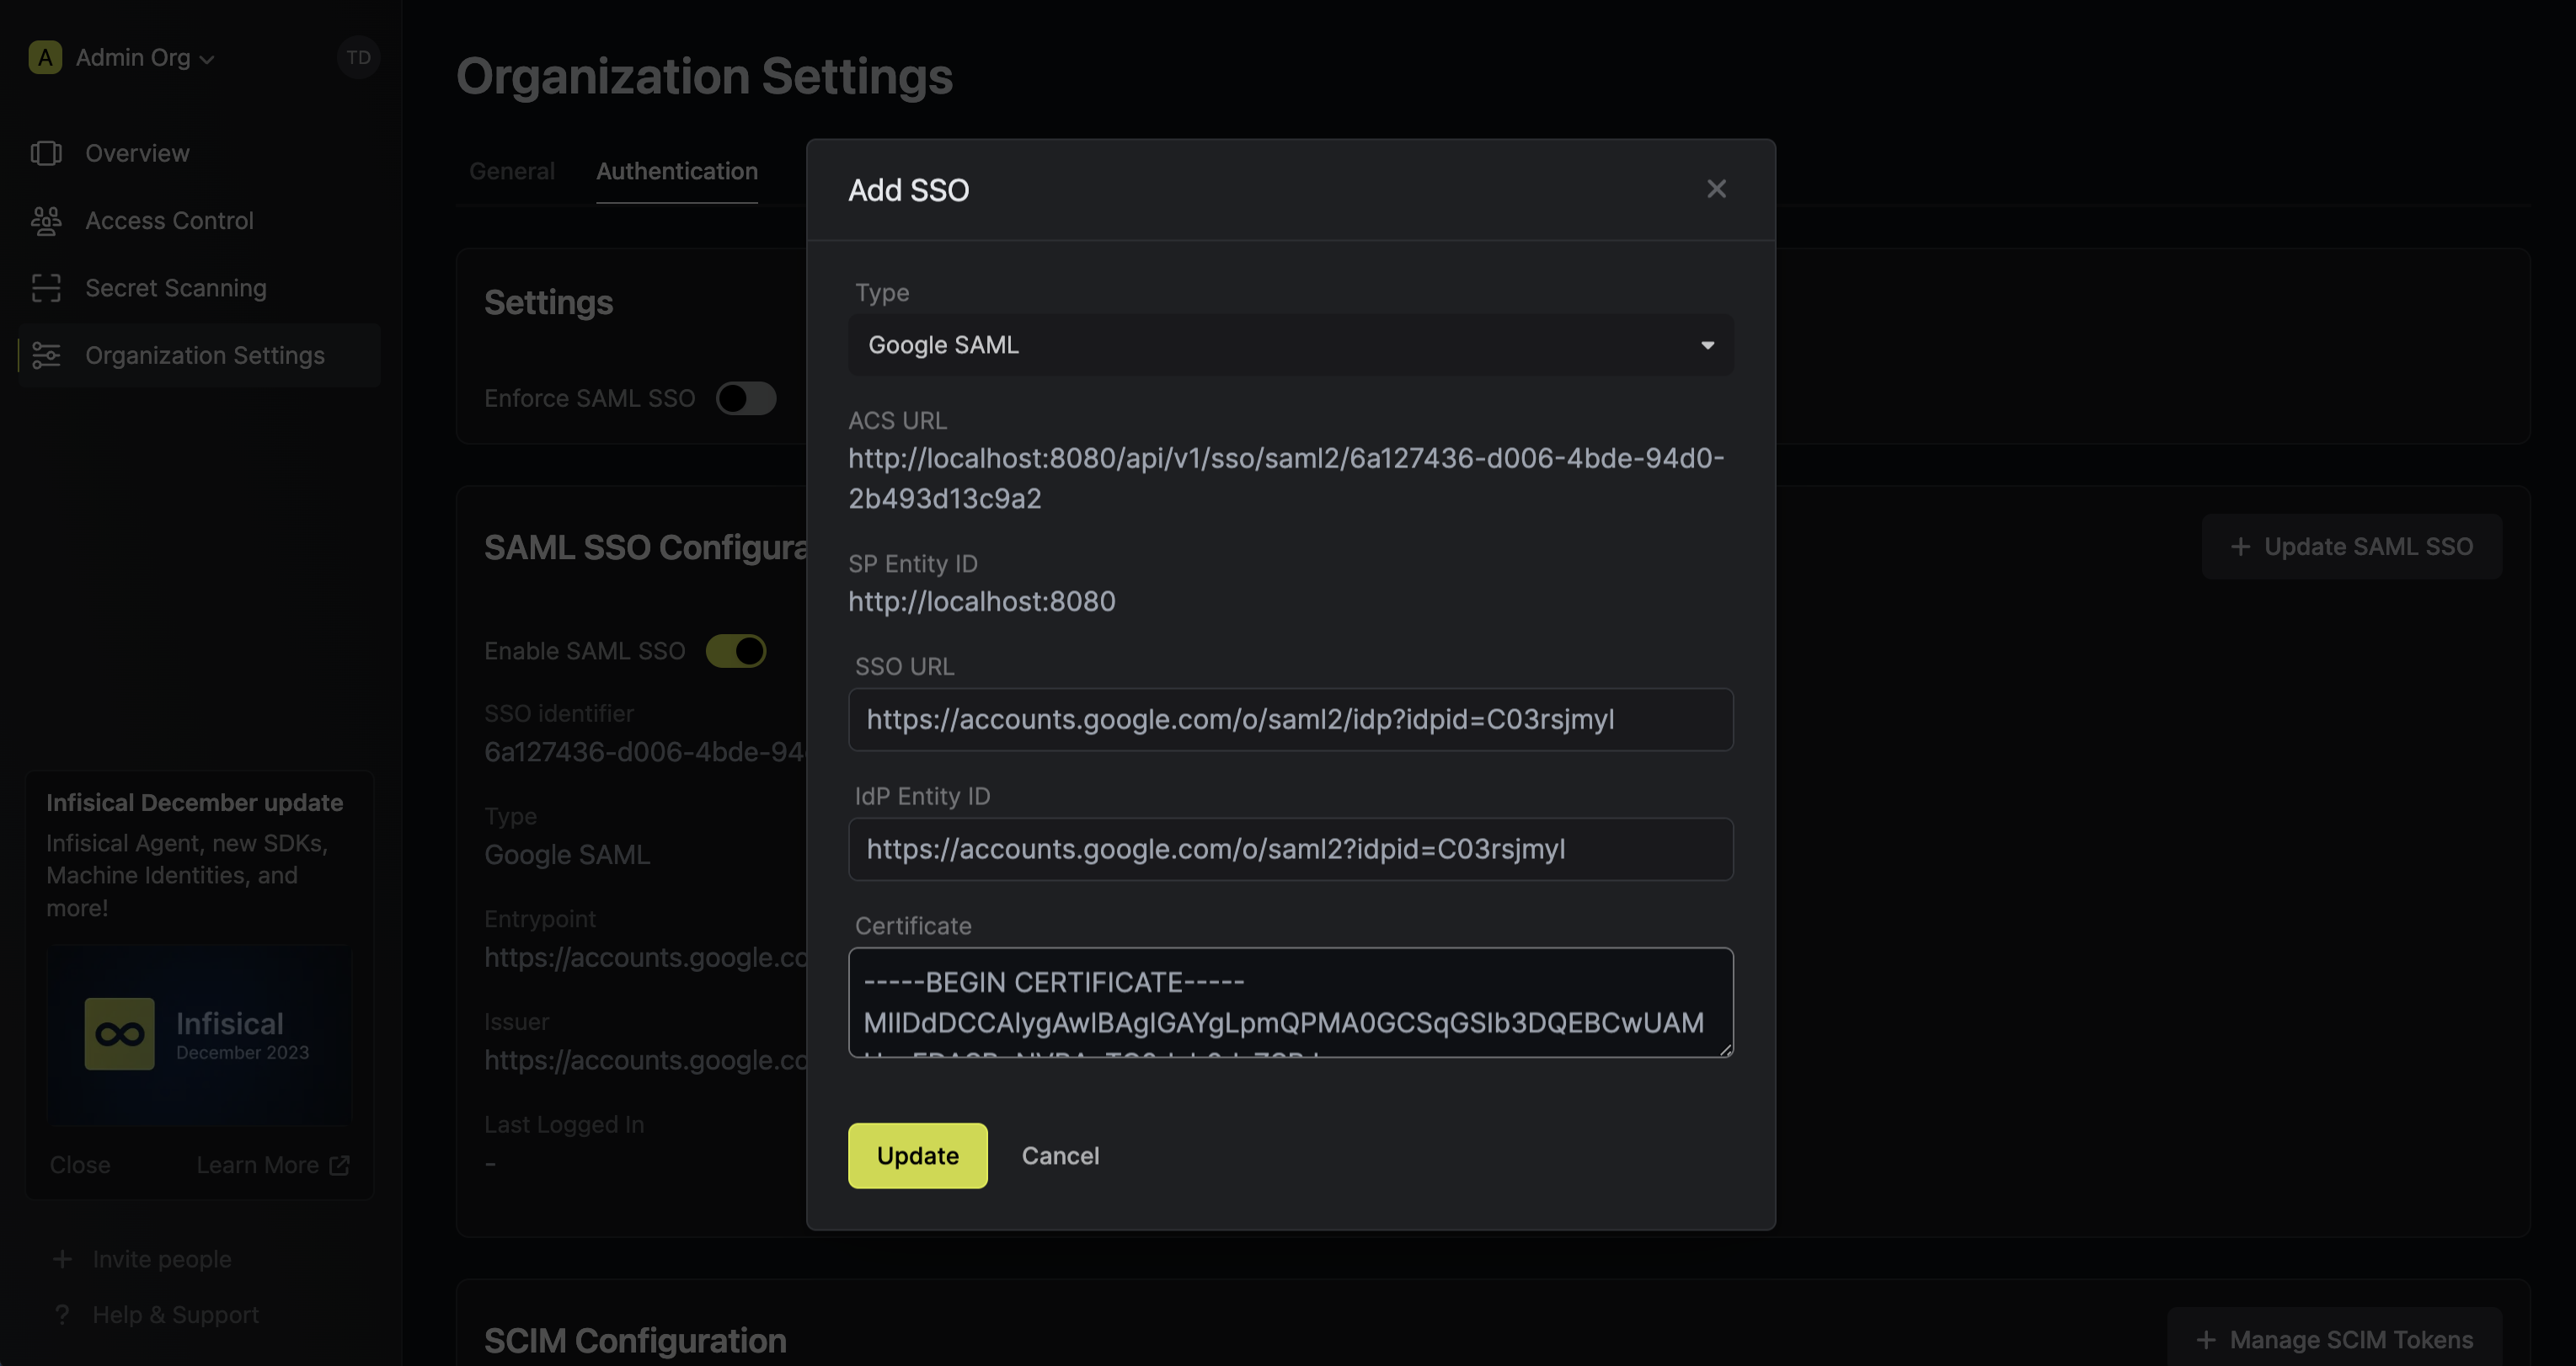 A
Admin Org
TD
Overview
Access Control
Secret Scanning
Organization Settings
Infisical December update
Infisical Agent, new SDKs,
Machine Identities, and
more!
Infisical
December 2023
Close
Learn More
+ Invite people
? Help & Support
Organization Settings
General
Authentication
Settings
Enforce SAML SSO
SAML SSO Configura
+ Update SAML SSO
Enable SAML SSO
SSO identifier
6a127436-d006-4bde-94
Type
Google SAML
Entrypoint
https://accounts.google.co
Issuer
https://accounts.google.co
Last Logged In
-
SCIM Configuration
+ Manage SCIM Tokens
Add SSO
Type
Google SAML
ACS URL
http://localhost:8080/api/v1/sso/saml2/6a127436-d006-4bde-94d0-
2b493d13c9a2
SP Entity ID
http://localhost:8080
SSO URL
https://accounts.google.com/o/saml2/idp?idpid=C03rsjmyl
IdP Entity ID
https://accounts.google.com/o/saml2?idpid=C03rsjmyl
Certificate
-----BEGIN CERTIFICATE-----
MIIDdDCCAlygAwIBAgIGAYgLpmQPMA0GCSqGSIb3DQEBCwUAM
Update
Cancel